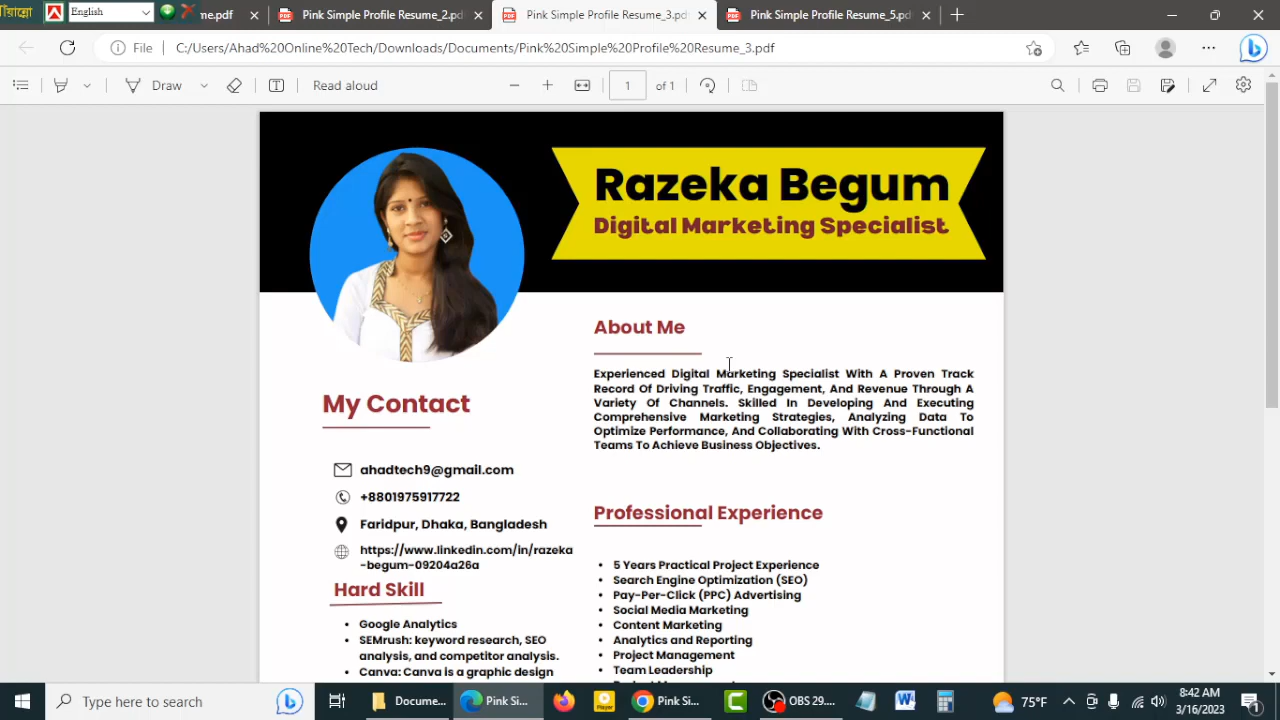 নিরাপত্তা
English
ne.pdf
Pink Simple Profile Resume_2.pd
Pink Simple Profile Resume_3.pd
Pink Simple Profile Resume_5.pd
File
C:/Users/Ahad%20Online%20Tech/Downloads/Documents/Pink%20Simple%20Profile%20Resume_3.pdf
Draw
Read aloud
1
of 1
Razeka Begum
Digital Marketing Specialist
My Contact
ahadtech9@gmail.com
+8801975917722
Faridpur, Dhaka, Bangladesh
https://www.linkedin.com/in/razeka
-begum-09204a26a
Hard Skill
• Google Analytics
• SEMrush: keyword research, SEO
analysis, and competitor analysis.
• Canva: Canva is a graphic design
About Me
Experienced Digital Marketing Specialist With A Proven Track
Record Of Driving Traffic, Engagement, And Revenue Through A
Variety Of Channels. Skilled In Developing And Executing
Comprehensive Marketing Strategies, Analyzing Data To
Optimize Performance, And Collaborating With Cross-Functional
Teams To Achieve Business Objectives.
Professional Experience
• 5 Years Practical Project Experience
• Search Engine Optimization (SEO)
• Pay-Per-Click (PPC) Advertising
• Social Media Marketing
• Content Marketing
• Analytics and Reporting
• Project Management
• Team Leadership
Type here to search
Docume...
Pink Si...
Player
Pink Si...
OBS 29....
75°F
8:42 AM
3/16/2023